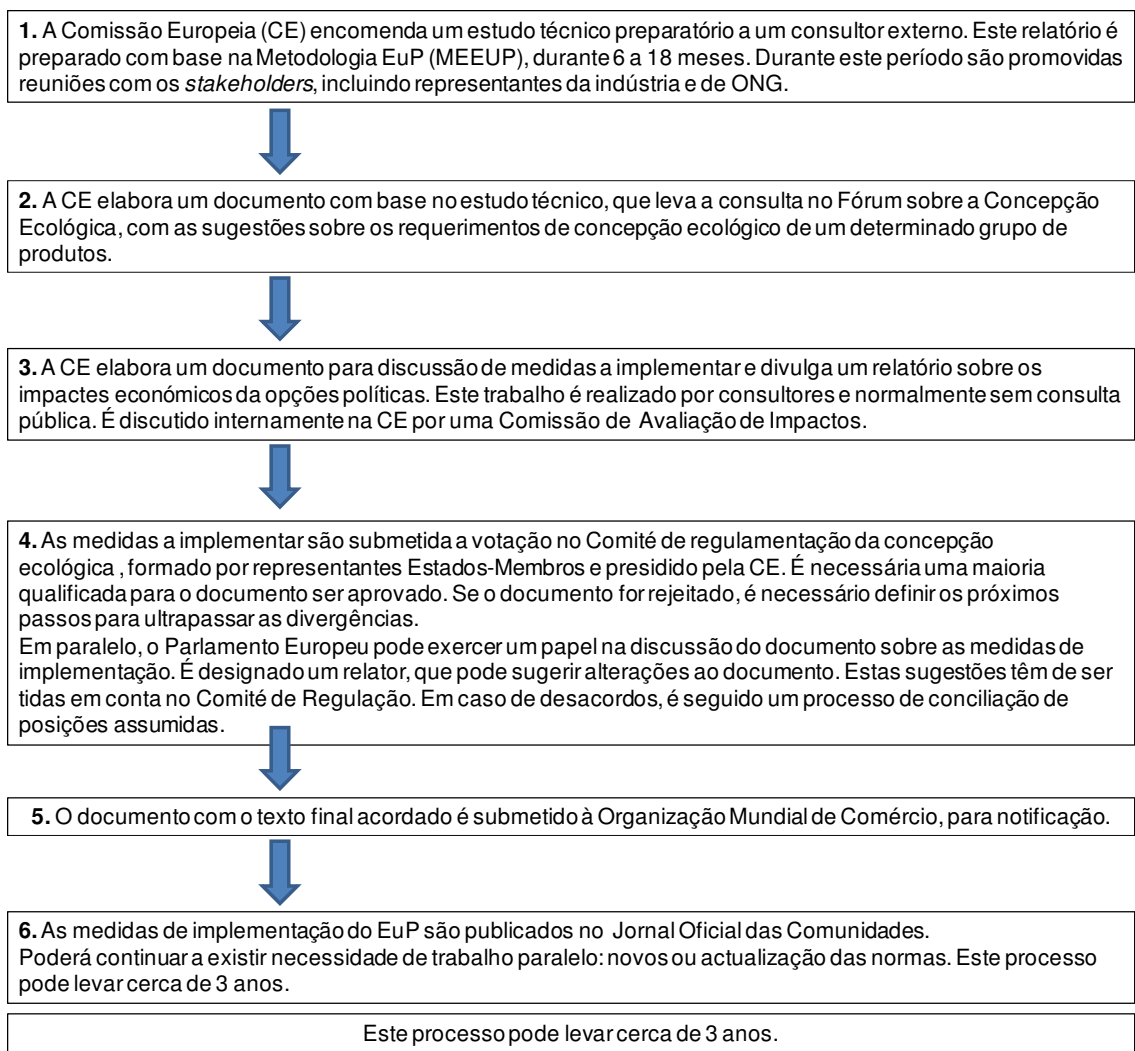 1. A Comissão Europeia (CE) encomenda um estudo técnico preparatório a um consultor externo. Este relatório é
preparado com base na Metodologia EuP (MEEUP), durante 6 a 18 meses. Durante este período são promovidas
reuniões com os stakeholders, incluindo representantes da indústria e de ONG.
2. A CE elabora um documento com base no estudo técnico, que leva a consulta no Fórum sobre a Concepção
Ecológica, com as sugestões sobre os requerimentos de concepção ecológico de um determinado grupo de
produtos.
3. A CE elabora um documento para discussão de medidas a implementar e divulga um relatório sobre os
impactes económicos da opções políticas. Este trabalho é realizado por consultores e normalmente sem consulta
pública. É discutido internamente na CE por uma Comissão de Avaliação de Impactos.
4. As medidas a implementar são submetida a votação no Comité de regulamentação da concepção
ecológica , formado por representantes Estados-Membros e presidido pela CE. É necessária uma maioria
qualificada para o documento ser aprovado. Se o documento for rejeitado, é necessário definir os próximos
passos para ultrapassar as divergências.
Em paralelo, o Parlamento Europeu pode exercer um papel na discussão do documento sobre as medidas de
implementação. É designado um relator, que pode sugerir alterações ao documento. Estas sugestões têm de ser
tidas em conta no Comité de Regulação. Em caso de desacordos, é seguido um processo de conciliação de
posições assumidas.
5. O documento com o texto final acordado é submetido à Organização Mundial de Comércio, para notificação.
6. As medidas de implementação do EuP são publicados no Jornal Oficial das Comunidades.
Poderá continuar a existir necessidade de trabalho paralelo: novos ou actualização das normas. Este processo
pode levar cerca de 3 anos.
Este processo pode levar cerca de 3 anos.